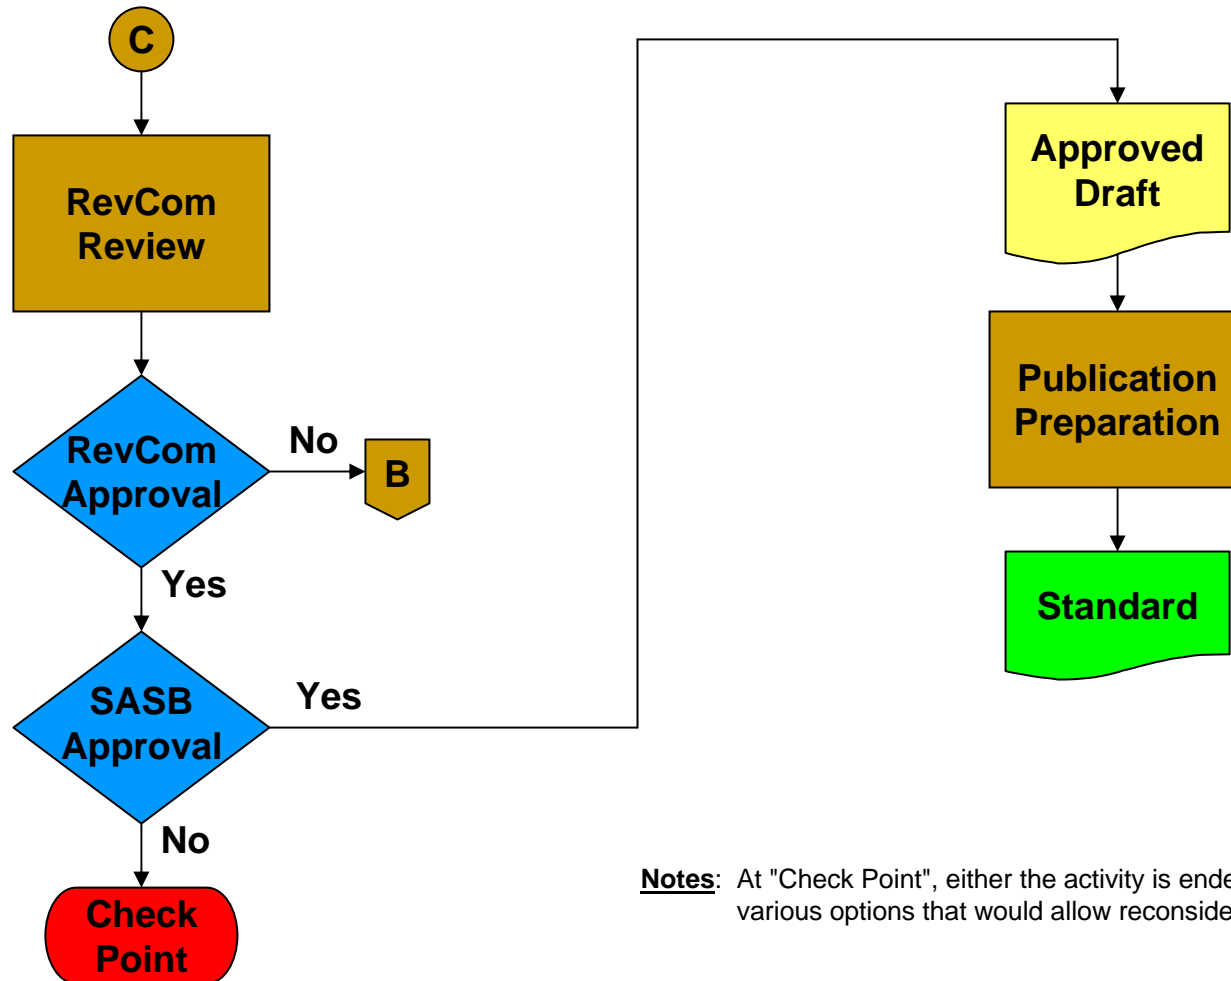 C
RevCom
Review
RevCom
Approval
No
B
Yes
SASB
Approval
Yes
No
Check
Point
Approved
Draft
Publication
Preparation
Standard
Notes: At "Check Point", either the activity is ende
various options that would allow reconside